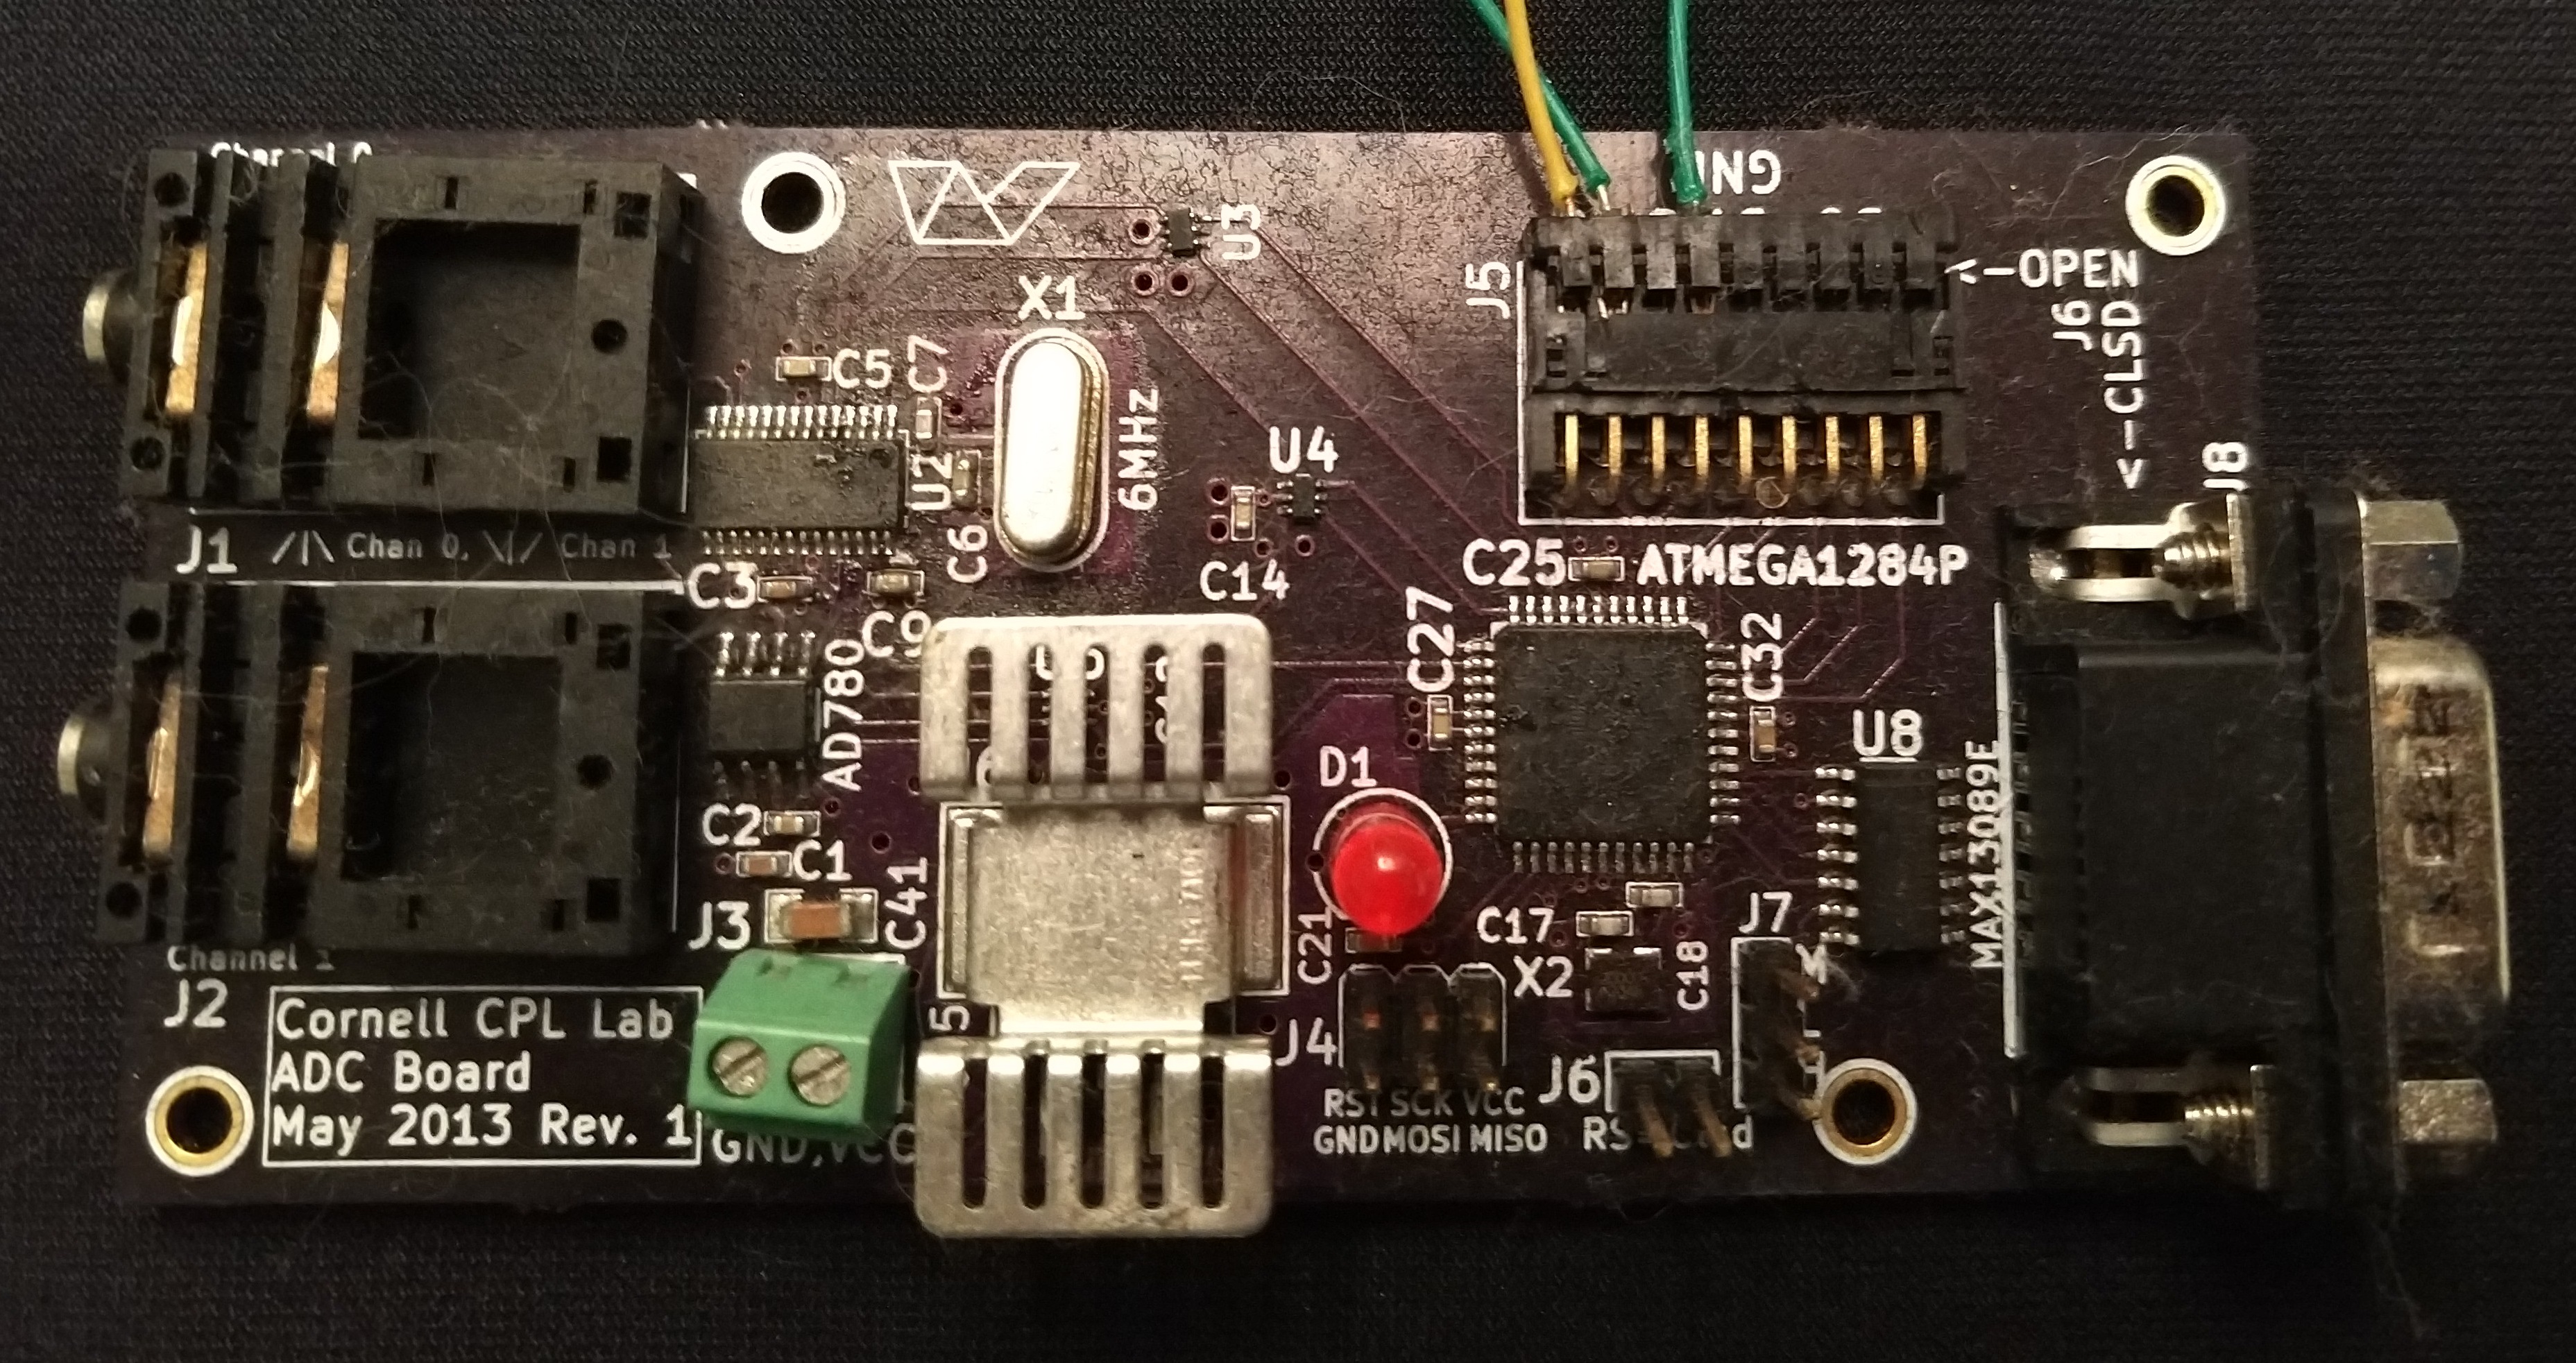 Channel 0
GND
U3
X1
<-OPEN
J5
J6
<-CLSD
C5
C7
6MHz
U4
J8
U2
J1 /|\ Chan 0, \|/ Chan 1
C6
C14
C25
ATMEGA1284P
C3
C9
C27
C32
AD780
U8
D1
MAX13089E
C2
C1
C41
J3
C21
C17
J7
X2
C18
Channel 1
J2
Cornell CPL Lab
ADC Board
May 2013 Rev. 1
5
J4
J6
RST SCK VCC
GND MOSI MISO
GND,VCC